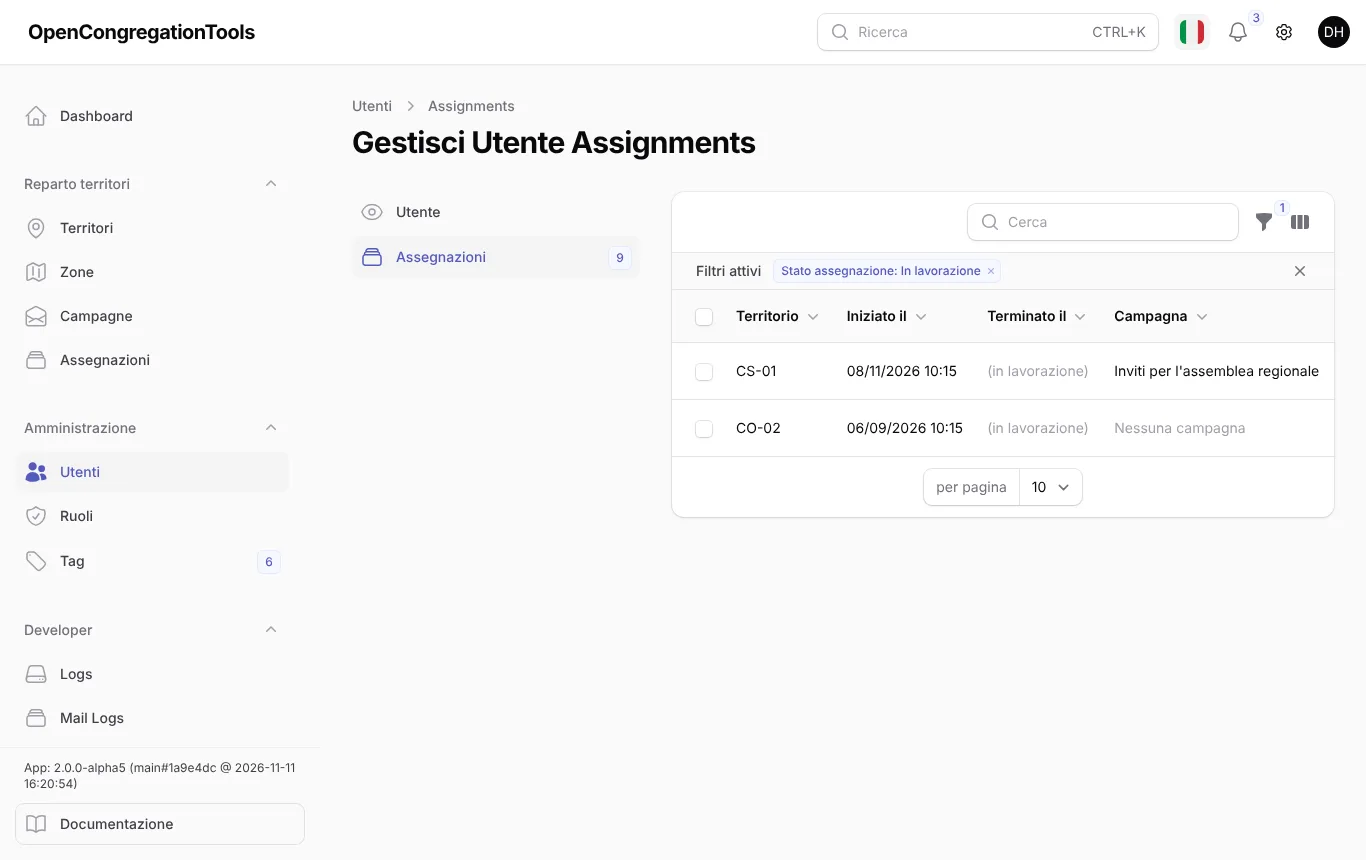 OpenCongregationTools
Ricerca
CTRL+K
3
DH
Dashboard
Reparto territori
Territori
Zone
Campagne
Assegnazioni
Amministrazione
Utenti
Ruoli
Tag
6
Developer
Logs
Mail Logs
App: 2.0.0-alpha5 (main#1a9e4dc @ 2026-11-11
16:20:54)
Documentazione
Utenti
Assignments
Gestisci Utente Assignments
Utente
Assegnazioni
9
Cerca
1
Filtri attivi
Stato assegnazione: In lavorazione ×
Territorio Iniziato il Terminato il Campagna
CS-01 08/11/2026 10:15 (in lavorazione) Inviti per l'assemblea regionale
CO-02 06/09/2026 10:15 (in lavorazione) Nessuna campagna
per pagina 10